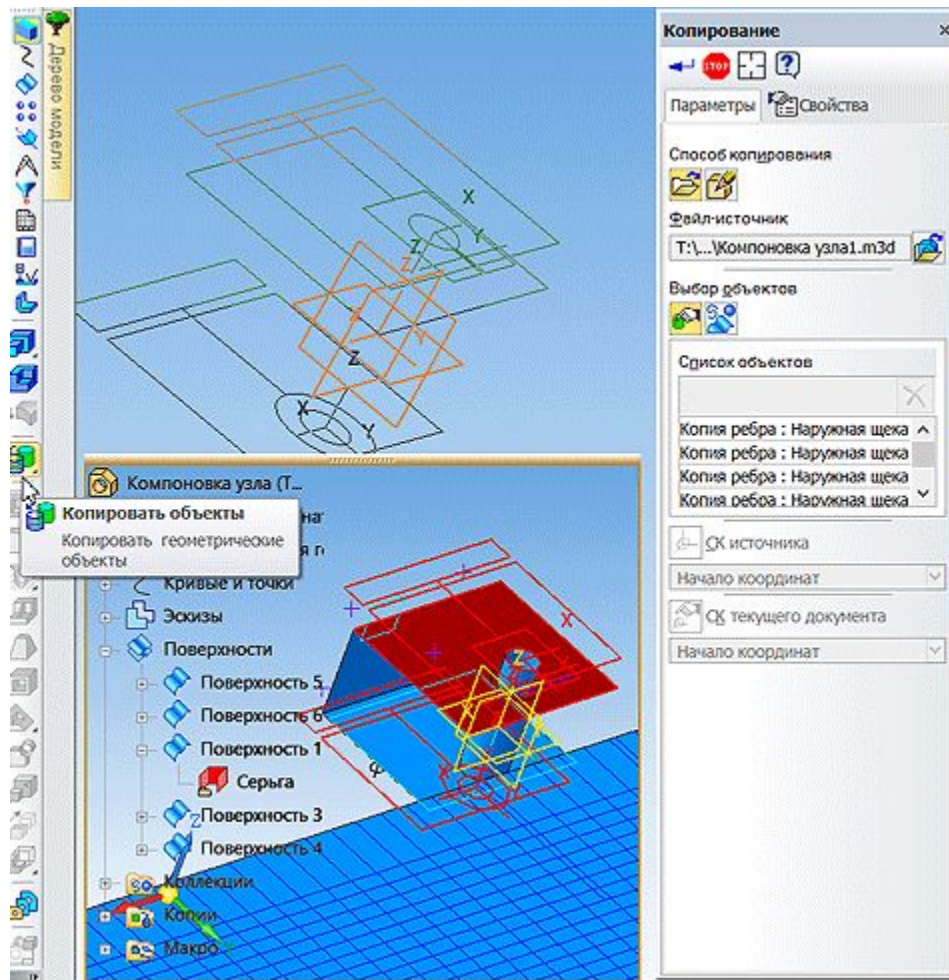 Дерево модели
X
Y
Z
Z
Z
X
Y
Копировать объекты
Копировать геометрические
объекты
Компоновка узла (Т...
Кривые и точки
Эскизы
Поверхности
Поверхность 5
Поверхность 6
Поверхность 1
Серьга
Поверхность 3
Поверхность 4
Коллекции
Копии
Макро
X
Z
φ
Z
Копирование
STOP
Параметры
Свойства
Способ копирования
Файл-источник
T:\...\Компоновка узла1.m3d
Выбор объектов
Список объектов
Копия ребра : Наружная щека
Копия ребра : Наружная щека
Копия ребра : Наружная щека
Копия ребра : Наружная щека
СК источника
Начало координат
СК текущего документа
Начало координат